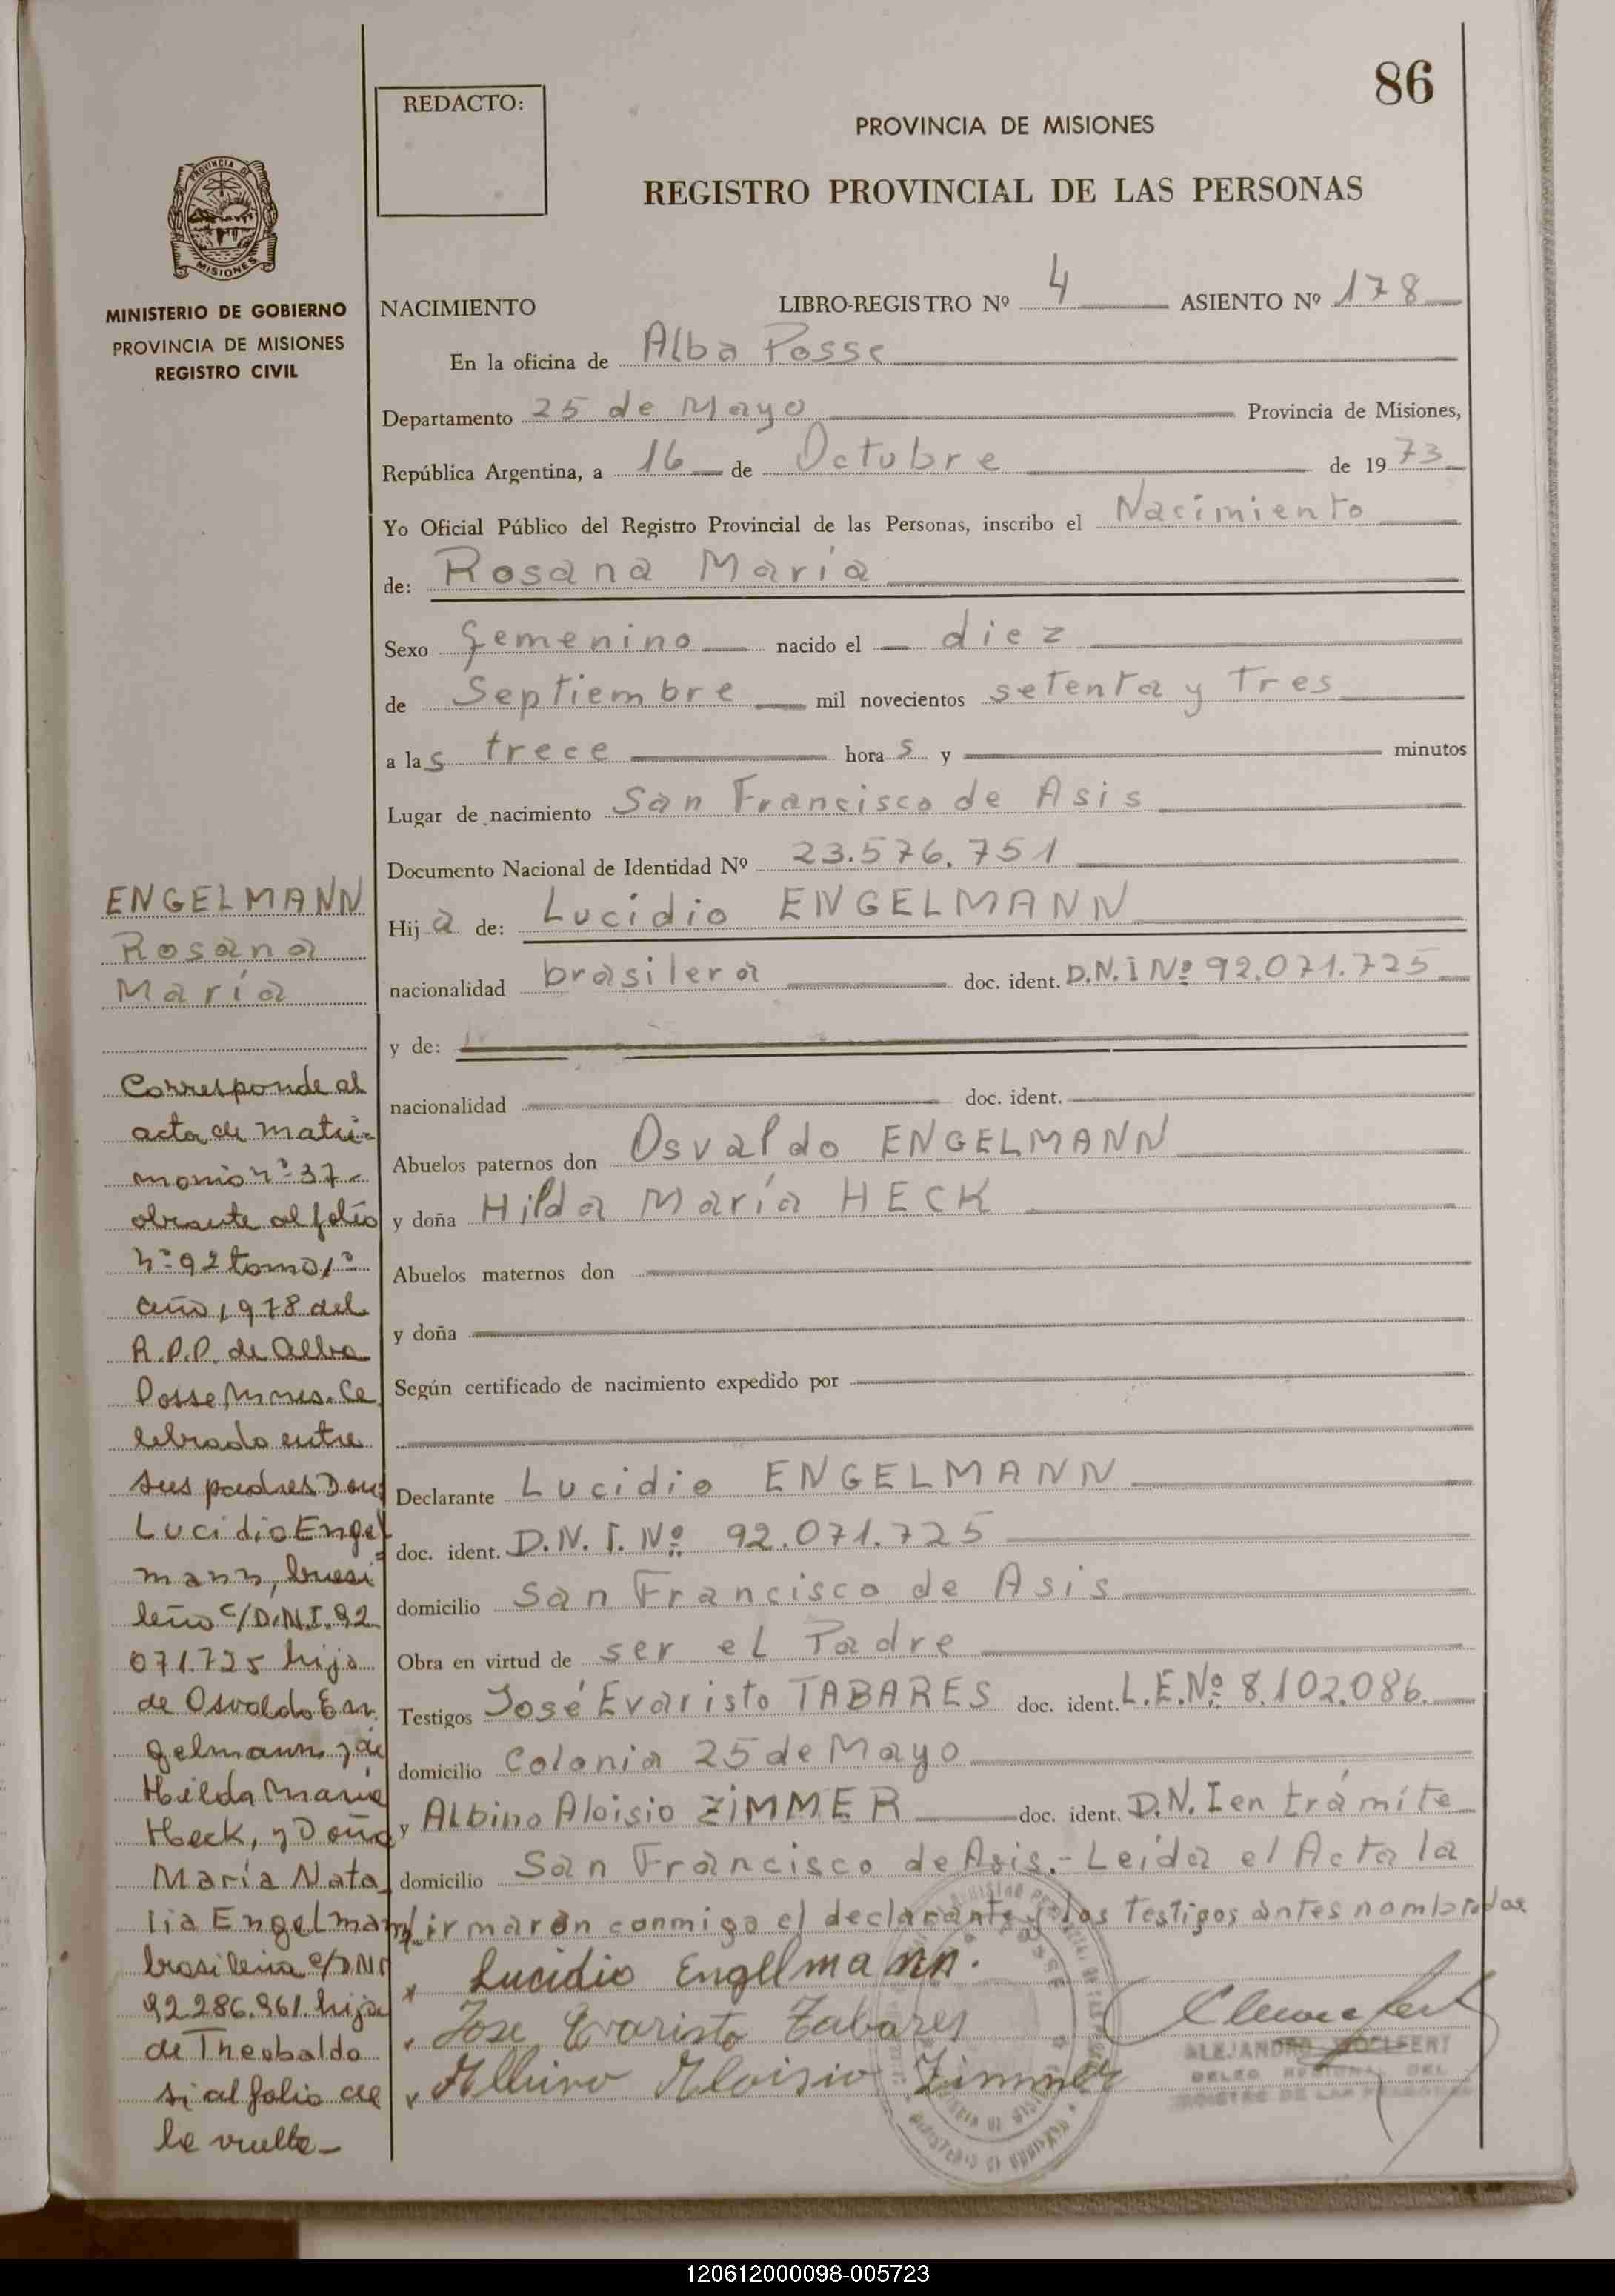 86
REDACTO:
PROVINCIA DE MISIONES
REGISTRO PROVINCIAL DE LAS PERSONAS
PROVINCIA DE
MISIONES
MINISTERIO DE GOBIERNO
PROVINCIA DE MISIONES
REGISTRO CIVIL
NACIMIENTO LIBRO-REGISTRO Nº 4 ASIENTO Nº 178
En la oficina de Alba Posse
Departamento 25 de Mayo Provincia de Misiones,
República Argentina, a 16 de Octubre de 1973
Yo Oficial Público del Registro Provincial de las Personas, inscribo el Nacimiento
de: Rosana María
Sexo femenino nacido el diez
de Septiembre mil novecientos setenta y Tres
a las trece horas y minutos
Lugar de nacimiento San Francisco de Asis
Documento Nacional de Identidad Nº 23.576.751
Hija de: Lucidio ENGELMANN
nacionalidad brasilera doc. ident. D.N.I Nº 92.071.725
y de:
nacionalidad doc. ident.
Abuelos paternos don Osvaldo ENGELMANN
y doña Hilda María HECK
Abuelos maternos don
y doña
Según certificado de nacimiento expedido por
Declarante Lucidio ENGELMANN
doc. ident. D.N.I. Nº 92.071.725
domicilio San Francisco de Asis
Obra en virtud de ser el Padre
Testigos José Evaristo TABARES doc. ident. L.E.Nº 8.102.086.
domicilio Colonia 25 de Mayo
y Albino Aloisio ZIMMER doc. ident. D.N.I en trámite
domicilio San Francisco de Asis.- Leída el Acta la
firmaron conmigo el declarante y los Testigos antes nombrados
Lucidio Engelmann.
Jose Evaristo Tabares
Albino Aloisio Zimmer
ENGELMANN
Rosana
María
Corresponde al
acta de matri-
monio nº 37-
obrante al folio
nº 92 tomo 1º
año 1978 del
R.P.P. de Alba
Posse, Mnes. Ce
lebrado entre
sus padres Don
Lucidio Engel
mann, brasi
leño c/D.N.I. 92
071.725 hijo
de Osvaldo En
gelmann y de
Hilda María
Heck, y Doña
María Nata
lia Engelmann
brasileña c/DNI
92.286.961. hija
de Theobaldo
si al folio de
la vuelta-
120612000098-005723